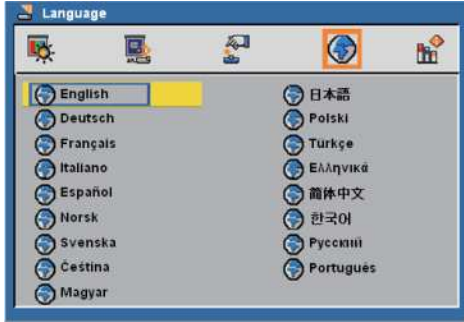 Language
English
Deutsch
Français
Italiano
Español
Norsk
Svenska
Čeština
Magyar
日本語
Polski
Türkçe
Ελληνικά
简体中文
한국어
Русский
Português